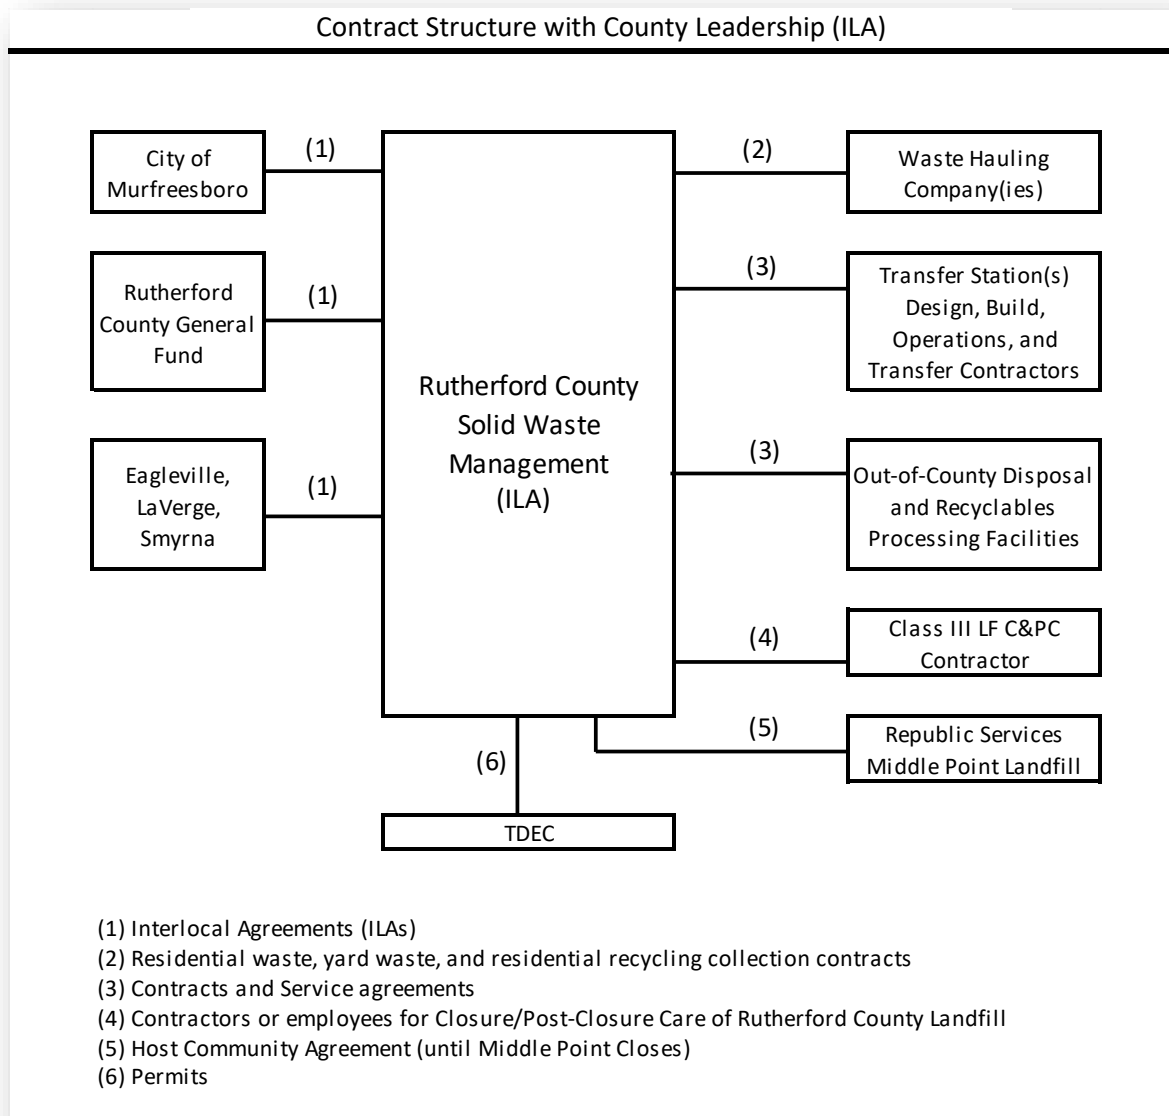 Contract Structure with County Leadership (ILA)
City of
Murfreesboro
(1)
Rutherford
County General
Fund
(1)
Eagleville,
LaVerge,
Smyrna
(1)
Rutherford County
Solid Waste
Management
(ILA)
(2)
Waste Hauling
Company(ies)
(3)
Transfer Station(s)
Design, Build,
Operations, and
Transfer Contractors
(3)
Out-of-County Disposal
and Recyclables
Processing Facilities
(4)
Class III LF C&PC
Contractor
(5)
Republic Services
Middle Point Landfill
(6)
TDEC
(1) Interlocal Agreements (ILAs)
(2) Residential waste, yard waste, and residential recycling collection contracts
(3) Contracts and Service agreements
(4) Contractors or employees for Closure/Post-Closure Care of Rutherford County Landfill
(5) Host Community Agreement (until Middle Point Closes)
(6) Permits